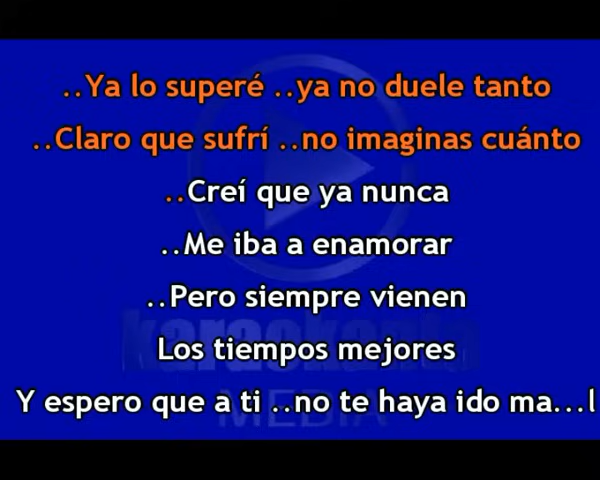 ..Ya lo superé ..ya no duele tanto
..Claro que sufrí ..no imaginas cuánto
..Creí que ya nunca
..Me iba a enamorar
..Pero siempre vienen
Los tiempos mejores
Y espero que a ti ..no te haya ido ma...l
karaokanta
MEDIA